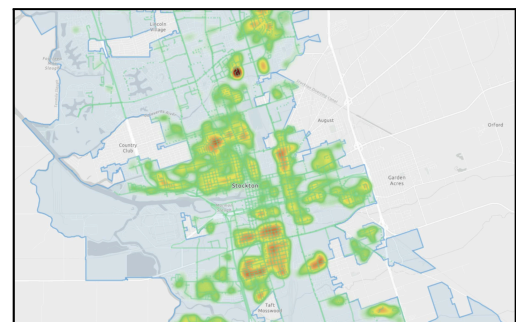 Lincoln
Village
August
Orford
Country
Club
Garden
Acres
Stockton
Taft
Mosswood